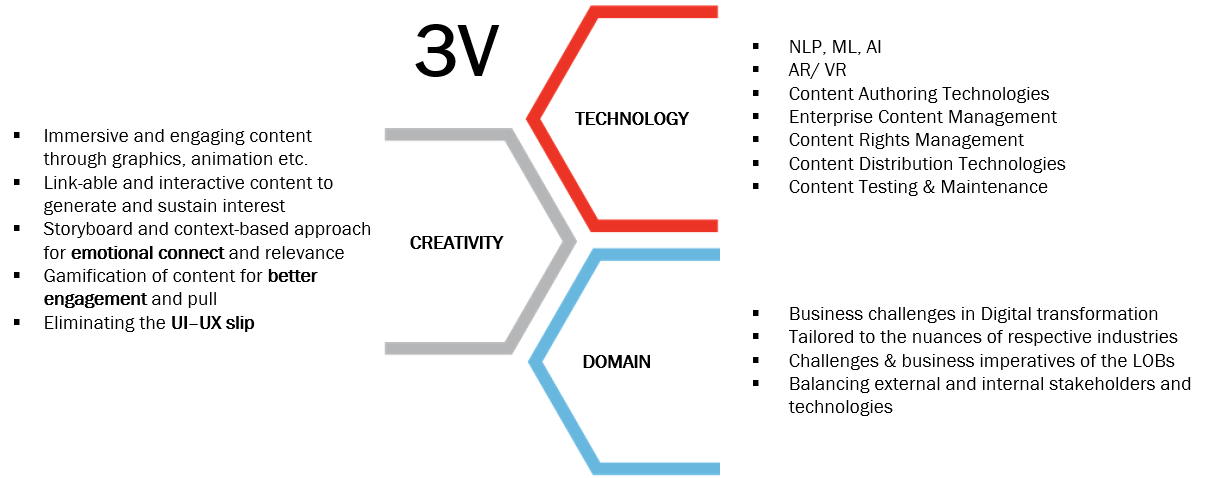 3V
TECHNOLOGY
▪ NLP, ML, AI
▪ AR/ VR
▪ Content Authoring Technologies
▪ Enterprise Content Management
▪ Content Rights Management
▪ Content Distribution Technologies
▪ Content Testing & Maintenance
▪ Immersive and engaging content
through graphics, animation etc.
▪ Link-able and interactive content to
generate and sustain interest
▪ Storyboard and context-based approach
for emotional connect and relevance
▪ Gamification of content for better
engagement and pull
▪ Eliminating the UI–UX slip
CREATIVITY
DOMAIN
▪ Business challenges in Digital transformation
▪ Tailored to the nuances of respective industries
▪ Challenges & business imperatives of the LOBs
▪ Balancing external and internal stakeholders and
technologies